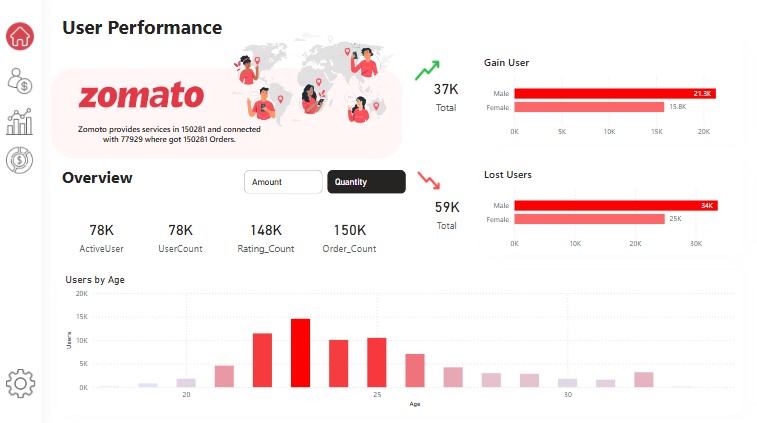 User Performance
zomato
Zomato provides services in 150281 and connected
with 77929 where got 150281 Orders.
37K
Total
Gain User
Male
21.3K
Female
15.8K
0K
5K
10K
15K
20K
Overview
Amount
Quantity
59K
Total
Lost Users
Male
34K
Female
25K
0K
10K
20K
30K
78K
ActiveUser
78K
UserCount
148K
Rating_Count
150K
Order_Count
Users by Age
20K
15K
10K
5K
0K
Users
20
25
30
Age